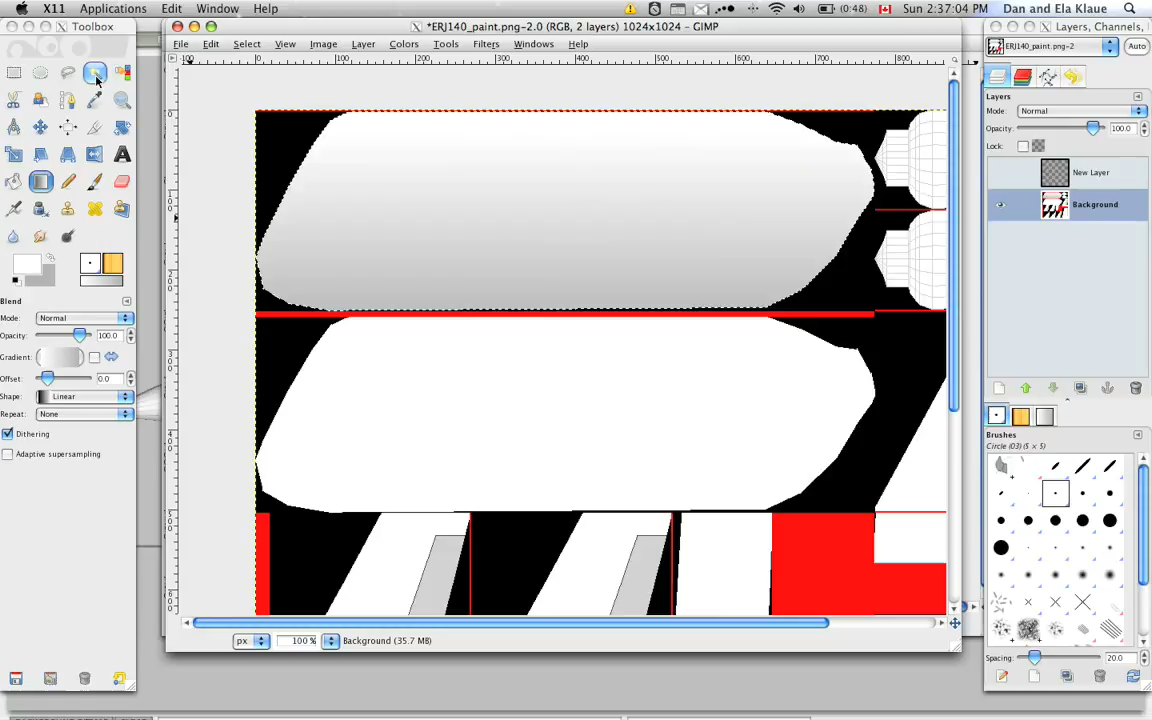 X11 Applications Edit Window Help (0:48) Sun 2:37:04 PM Dan and Ela Klaue
Toolbox
*ERJ140_paint.png-2.0 (RGB, 2 layers) 1024x1024 – GIMP
Layers, Channels,
File Edit Select View Image Layer Colors Tools Filters Windows Help
ERJ140_paint.png-2 Auto
Layers
Mode: Normal
Opacity: 100.0
Lock:
New Layer
Background
Blend
Mode: Normal
Opacity: 100.0
Gradient:
Offset: 0.0
Shape: Linear
Repeat: None
Dithering
Adaptive supersampling
Brushes
Circle (03) (5 × 5)
Spacing: 20.0
px 100 % Background (35.7 MB)